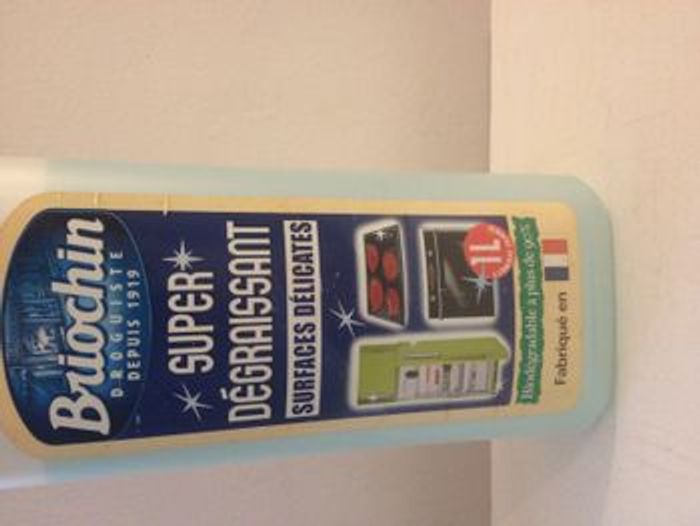 Briochin
DROGUISTE
DEPUIS 1919
SUPER
DÉGRAISSANT
SURFACES DÉLICATES
1L
Biodégradable à plus de 90%
Fabriqué en